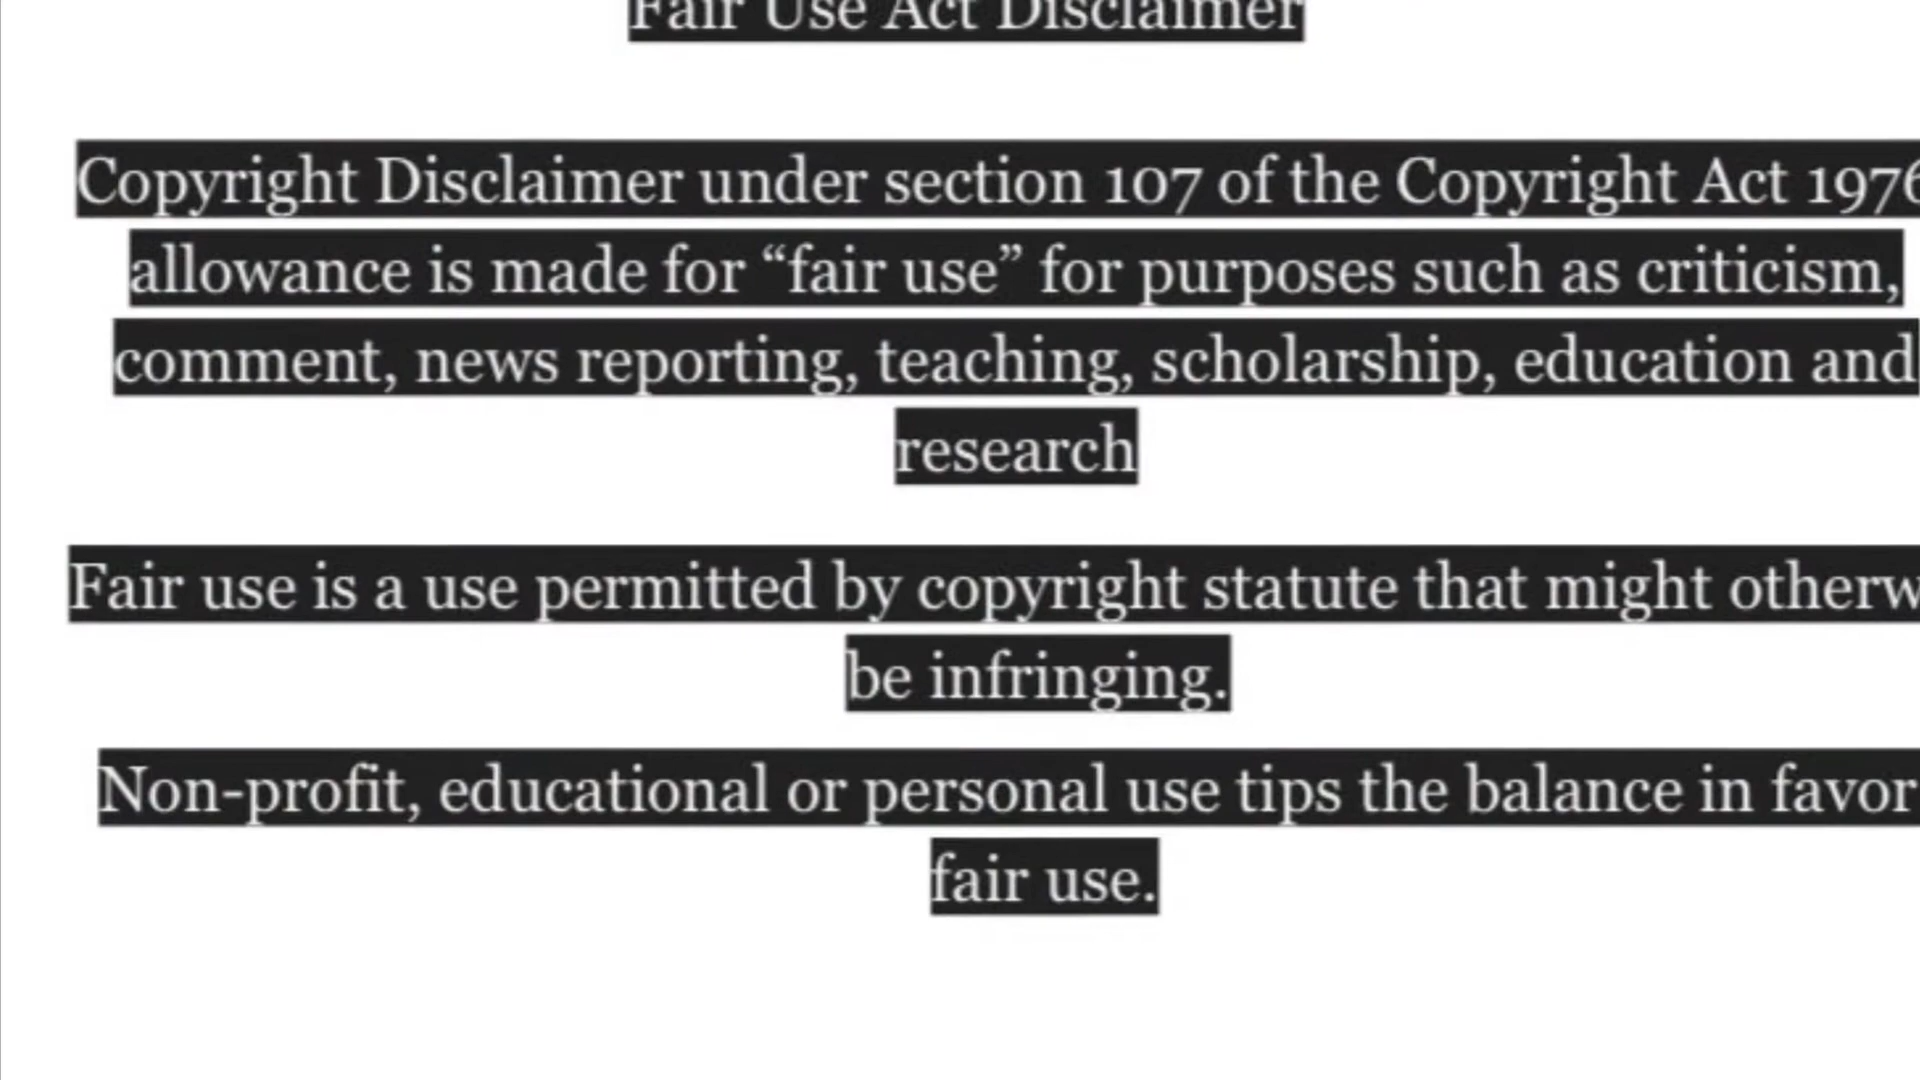 Fair Use Act Disclaimer
Copyright Disclaimer under section 107 of the Copyright Act 1976
allowance is made for “fair use” for purposes such as criticism,
comment, news reporting, teaching, scholarship, education and
research
Fair use is a use permitted by copyright statute that might otherw
be infringing.
Non-profit, educational or personal use tips the balance in favor
fair use.